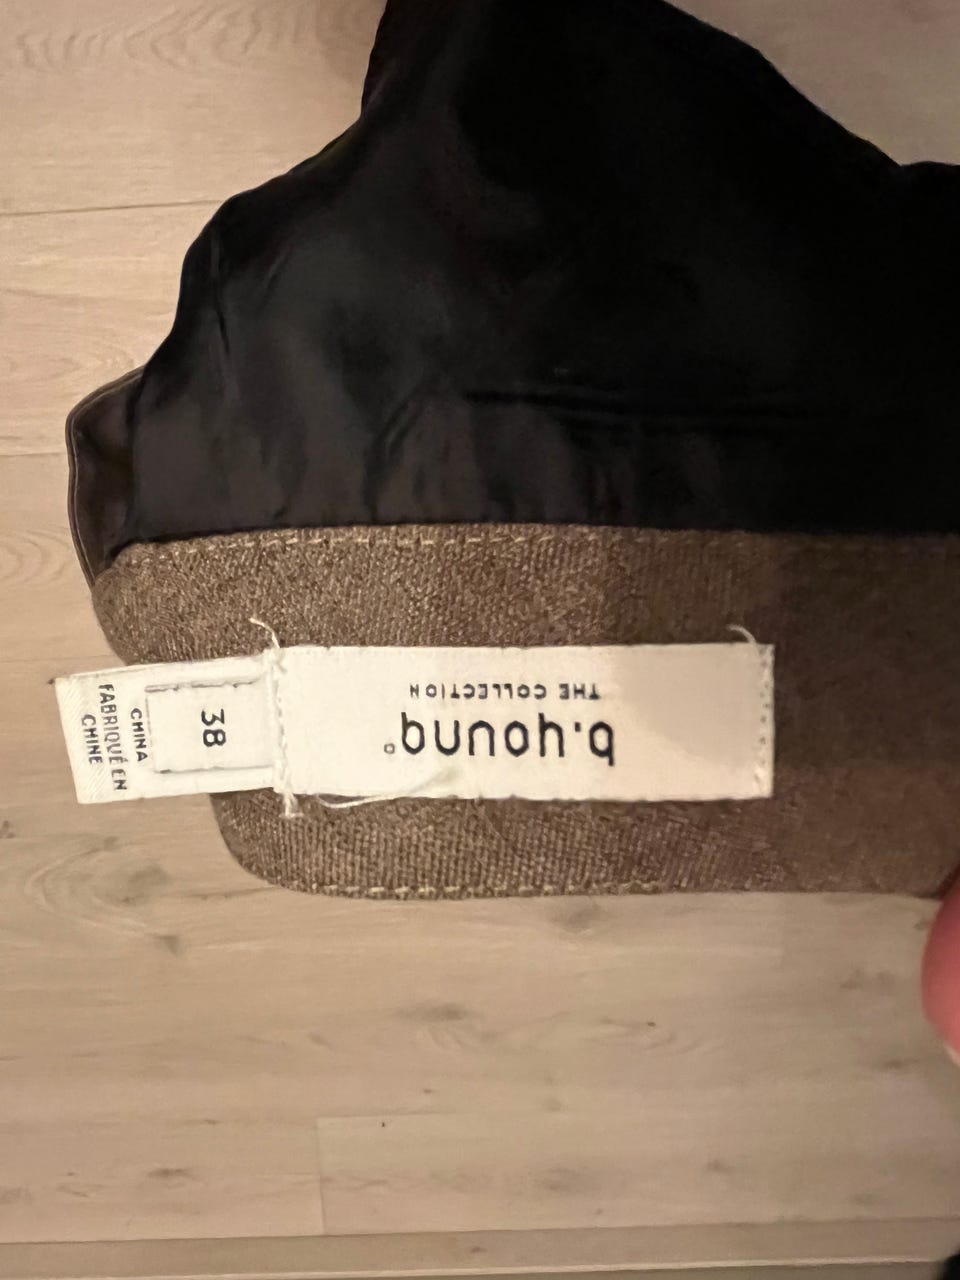 b.young®
THE COLLECTION
38
CHINA
FABRIQUÉ EN
CHINE